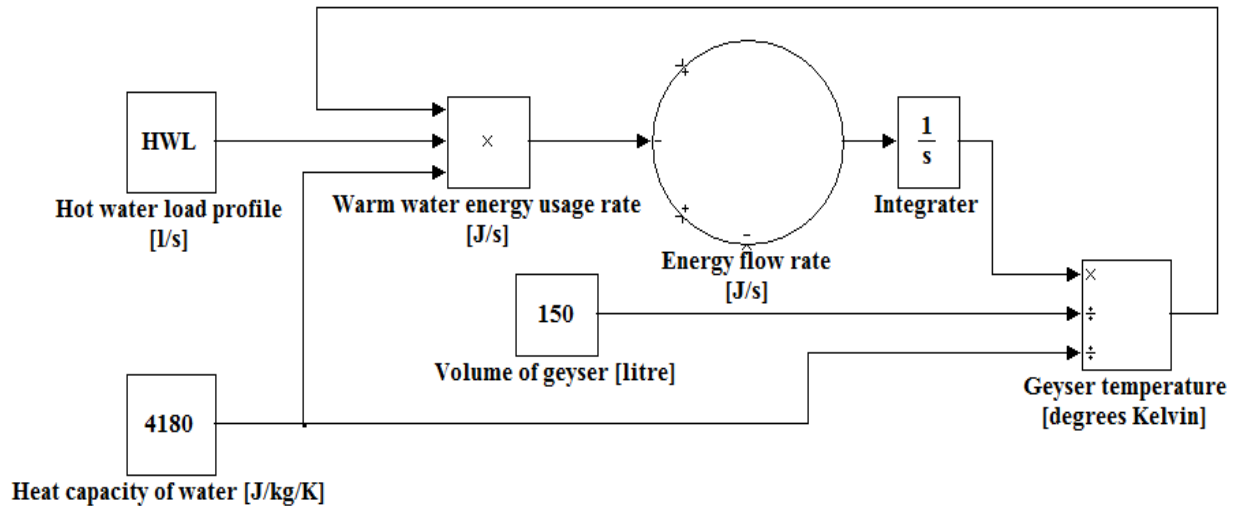 HWL
Hot water load profile
[l/s]
×
Warm water energy usage rate
[J/s]
+
-
+
-
Energy flow rate
[J/s]
1
s
Integrater
150
Volume of geyser [litre]
×
÷
÷
Geyser temperature
[degrees Kelvin]
4180
Heat capacity of water [J/kg/K]